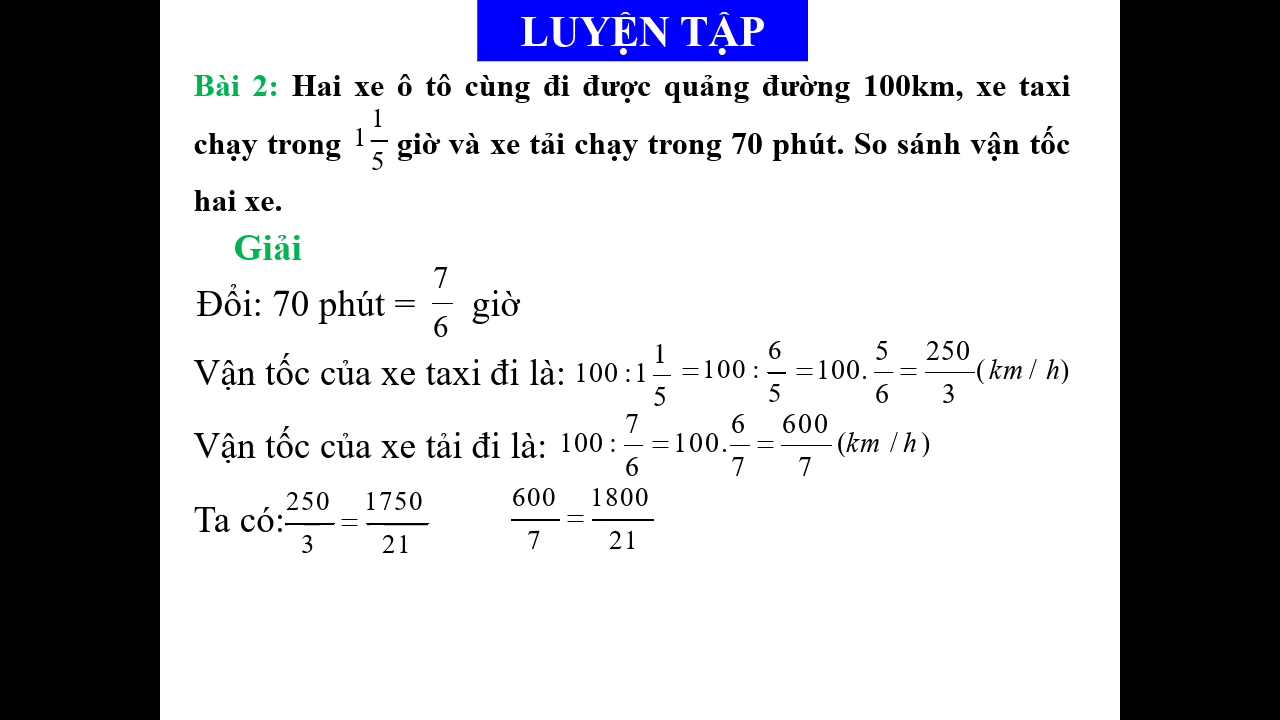 LUYỆN TẬP
Bài 2: Hai xe ô tô cùng đi được quảng đường 100km, xe taxi
chạy trong 1 1/5 giờ và xe tải chạy trong 70 phút. So sánh vận tốc
hai xe.
Giải
Đổi: 70 phút = 7/6 giờ
Vận tốc của xe taxi đi là: 100 : 1 1/5 = 100 : 6/5 = 100. 5/6 = 250/3 (km / h)
Vận tốc của xe tải đi là: 100 : 7/6 = 100. 6/7 = 600/7 (km / h)
Ta có: 250/3 = 1750/21 600/7 = 1800/21